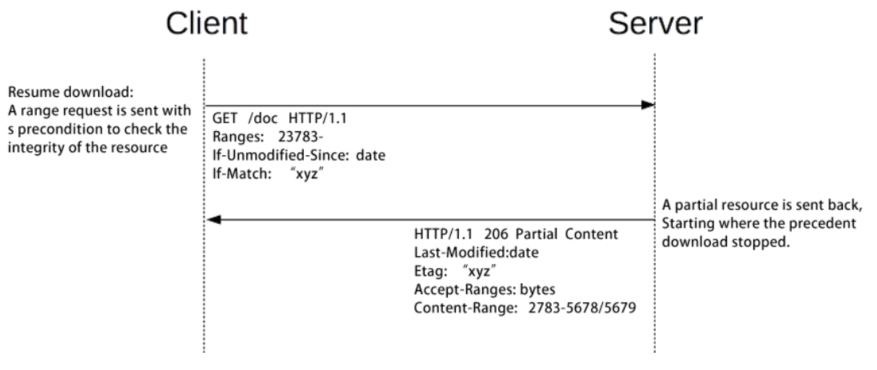 Client
Server
Resume download:
A range request is sent with
s precondition to check the
integrity of the resource
GET /doc HTTP/1.1
Ranges: 23783-
If-Unmodified-Since: date
If-Match: “xyz”
A partial resource is sent back,
Starting where the precedent
download stopped.
HTTP/1.1 206 Partial Content
Last-Modified:date
Etag: “xyz”
Accept-Ranges: bytes
Content-Range: 2783-5678/5679